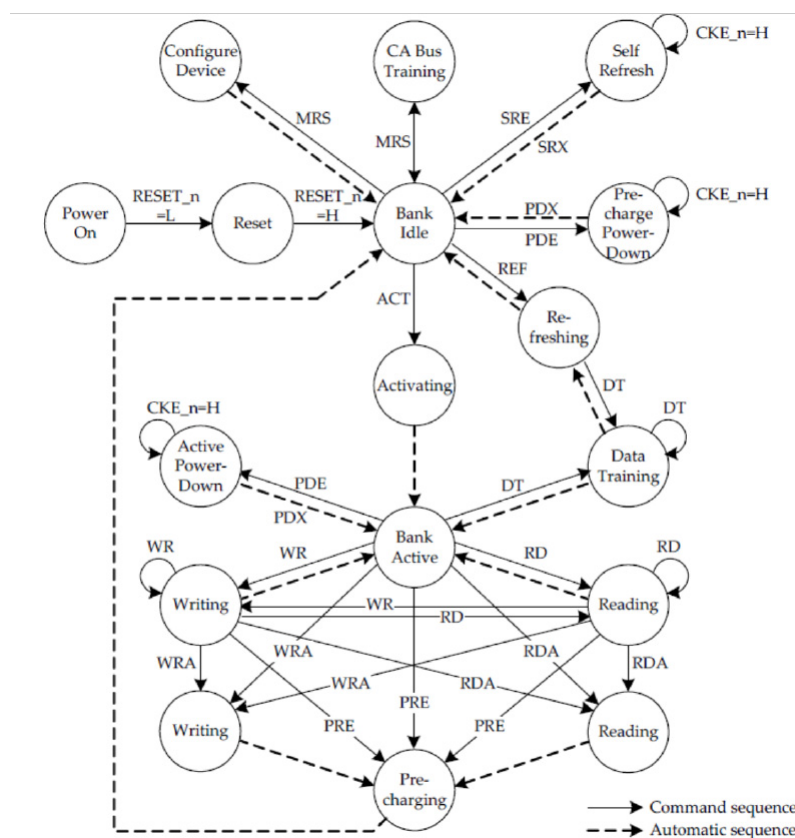 Configure
Device
CA Bus
Training
Self
Refresh
CKE_n=H
MRS
MRS
SRE
SRX
Power
On
RESET_n
=L
Reset
RESET_n
=H
Bank
Idle
PDX
PDE
Pre-
charge
Power-
Down
CKE_n=H
REF
ACT
Re-
freshing
Activating
DT
CKE_n=H
DT
Active
Power-
Down
PDE
PDX
DT
Data
Training
Bank
Active
WR
WR
RD
RD
Writing
WR
RD
Reading
WRA
WRA
WRA
RDA
RDA
RDA
Writing
PRE
PRE
PRE
Reading
Pre-
charging
Command sequence
Automatic sequence